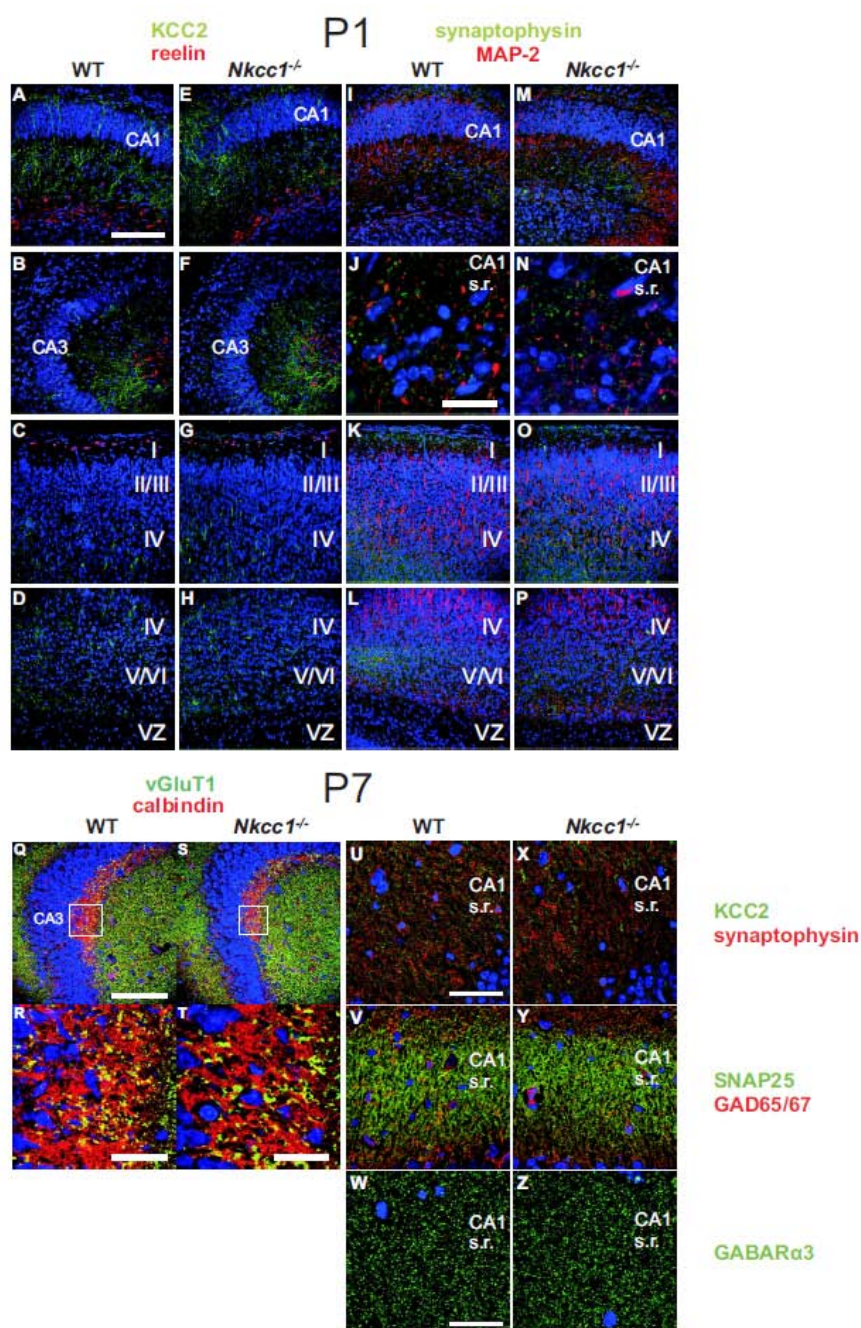 P1
KCC2
reelin
synaptophysin
MAP-2
WT
Nkcc1-/-
WT
Nkcc1-/-
A
CA1
E
CA1
I
CA1
M
CA1
B
CA3
F
CA3
J
CA1
s.r.
N
CA1
s.r.
C
I
II/III
IV
G
I
II/III
IV
K
I
II/III
IV
O
I
II/III
IV
D
IV
V/VI
VZ
H
IV
V/VI
VZ
L
IV
V/VI
VZ
P
IV
V/VI
VZ
P7
vGluT1
calbindin
WT
Nkcc1-/-
WT
Nkcc1-/-
Q
CA3
S
U
CA1
s.r.
X
CA1
s.r.
KCC2
synaptophysin
R
T
V
CA1
s.r.
Y
CA1
s.r.
SNAP25
GAD65/67
W
CA1
s.r.
Z
CA1
s.r.
GABARα3